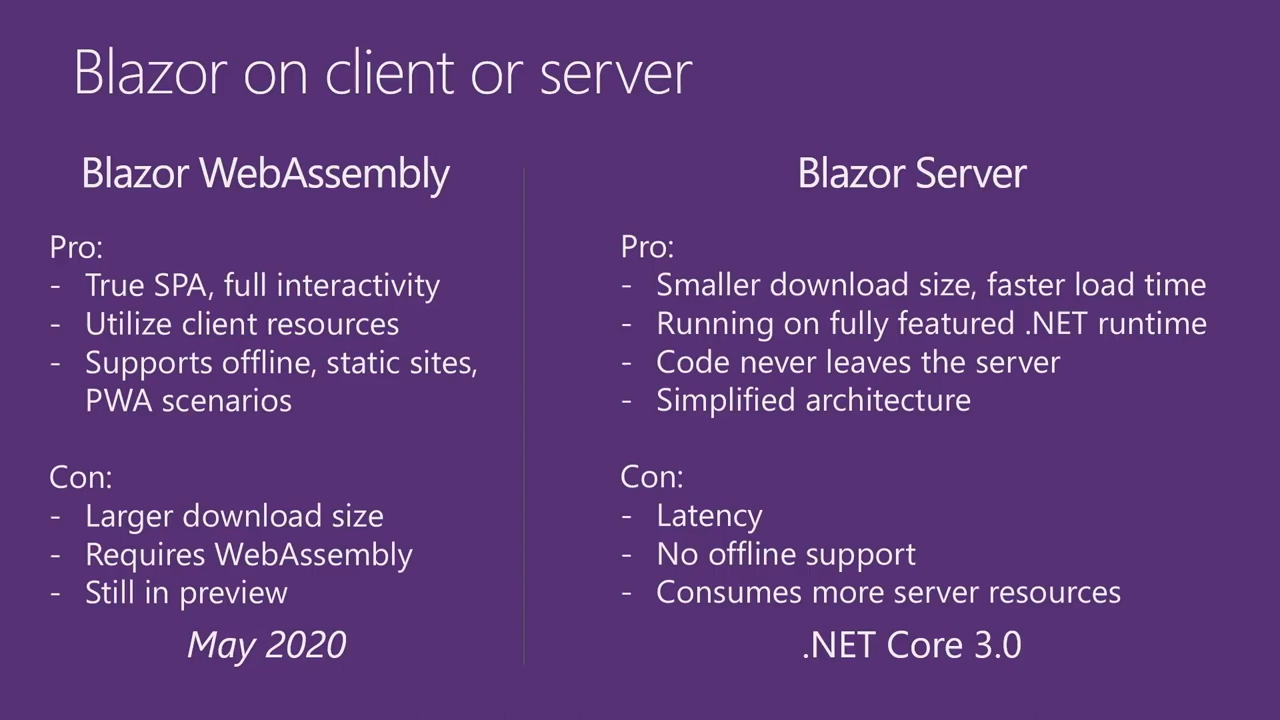 Blazor on client or server
Blazor WebAssembly
Pro:
- True SPA, full interactivity
- Utilize client resources
- Supports offline, static sites,
PWA scenarios
Con:
- Larger download size
- Requires WebAssembly
- Still in preview
May 2020
Blazor Server
Pro:
- Smaller download size, faster load time
- Running on fully featured .NET runtime
- Code never leaves the server
- Simplified architecture
Con:
- Latency
- No offline support
- Consumes more server resources
.NET Core 3.0